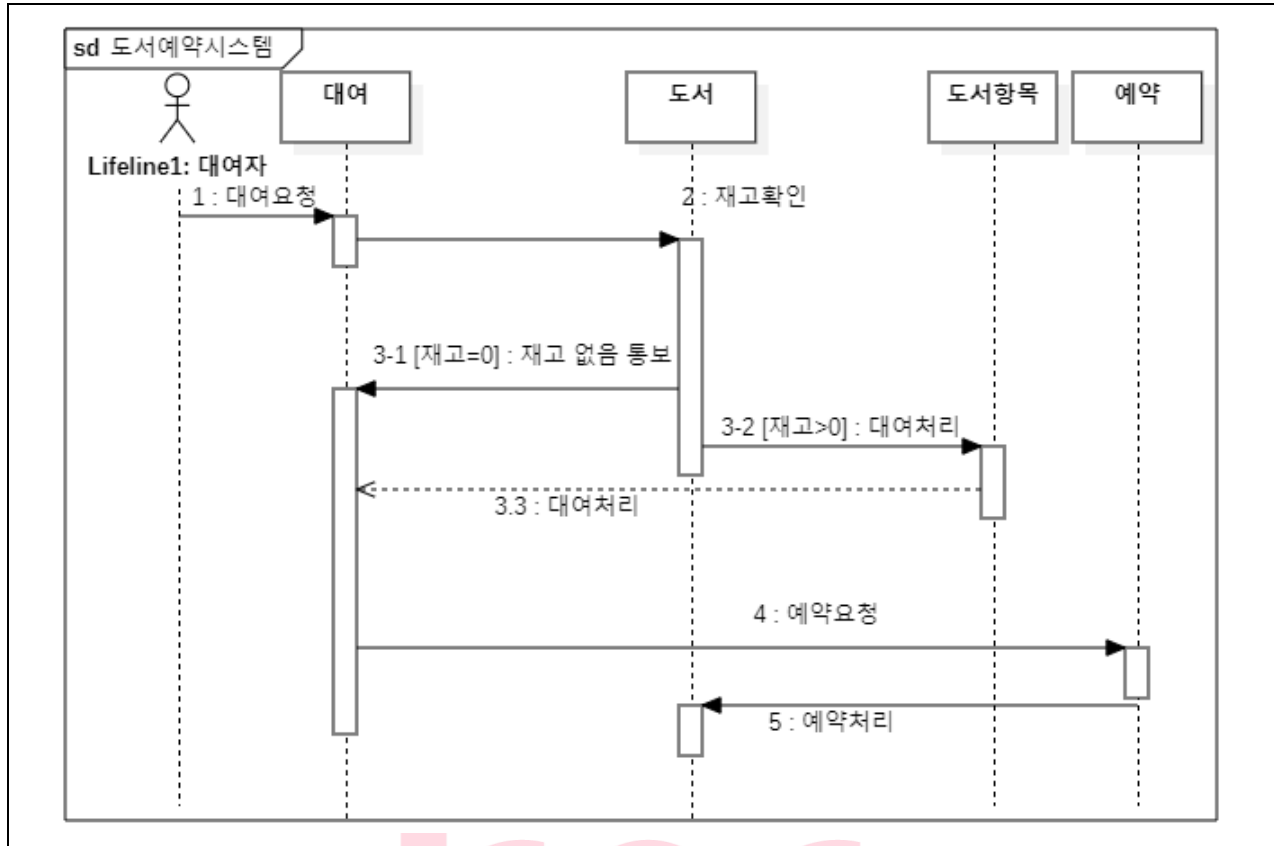 sd 도서예약시스템
대여
도서
도서항목
예약
Lifeline1: 대여자
1 : 대여요청
2 : 재고확인
3-1 [재고=0] : 재고 없음 통보
3-2 [재고>0] : 대여처리
3.3 : 대여처리
4 : 예약요청
5 : 예약처리